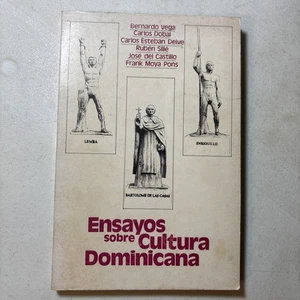 Bernardo Vega
Carlos Dobal
Carlos Esteban Deive
Rubén Silié
José del Castillo
Frank Moya Pons
LEMBA
ENRIQUILLO
BARTOLOME DE LAS CASAS
Ensayos
sobre Cultura
Dominicana